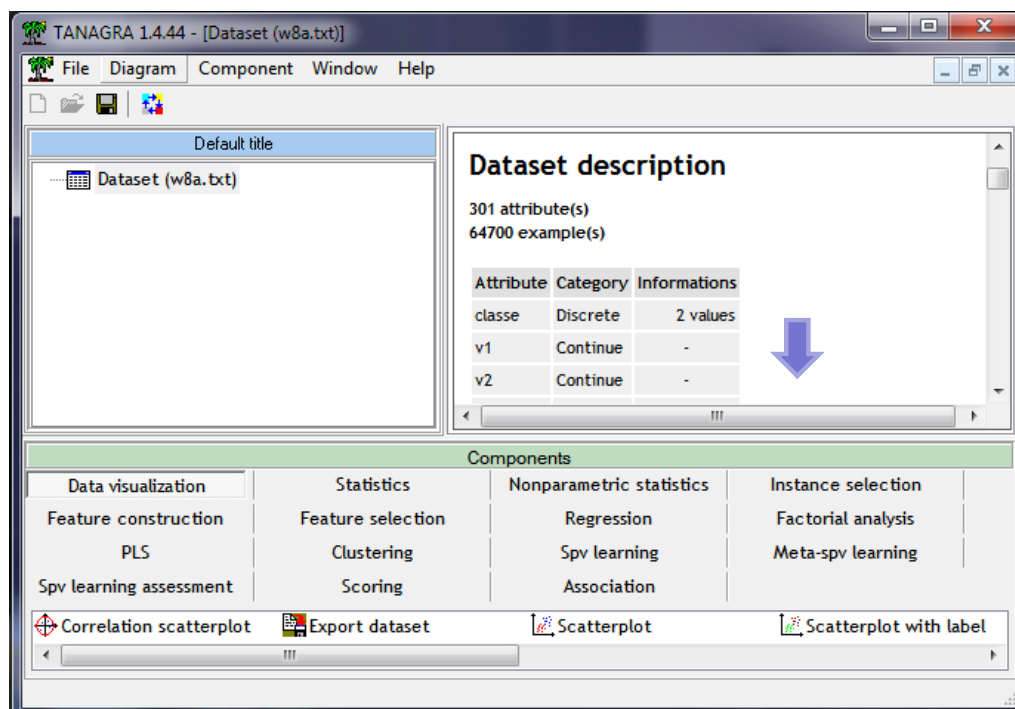 TANAGRA 1.4.44 - [Dataset (w8a.txt)]
File Diagram Component Window Help
Default title
Dataset (w8a.txt)
Dataset description
301 attribute(s)
64700 example(s)
Attribute Category Informations
classe Discrete 2 values
v1 Continue -
v2 Continue -
Components
Data visualization Statistics Nonparametric statistics Instance selection
Feature construction Feature selection Regression Factorial analysis
PLS Clustering Spv learning Meta-spv learning
Spv learning assessment Scoring Association
Correlation scatterplot Export dataset Scatterplot Scatterplot with label